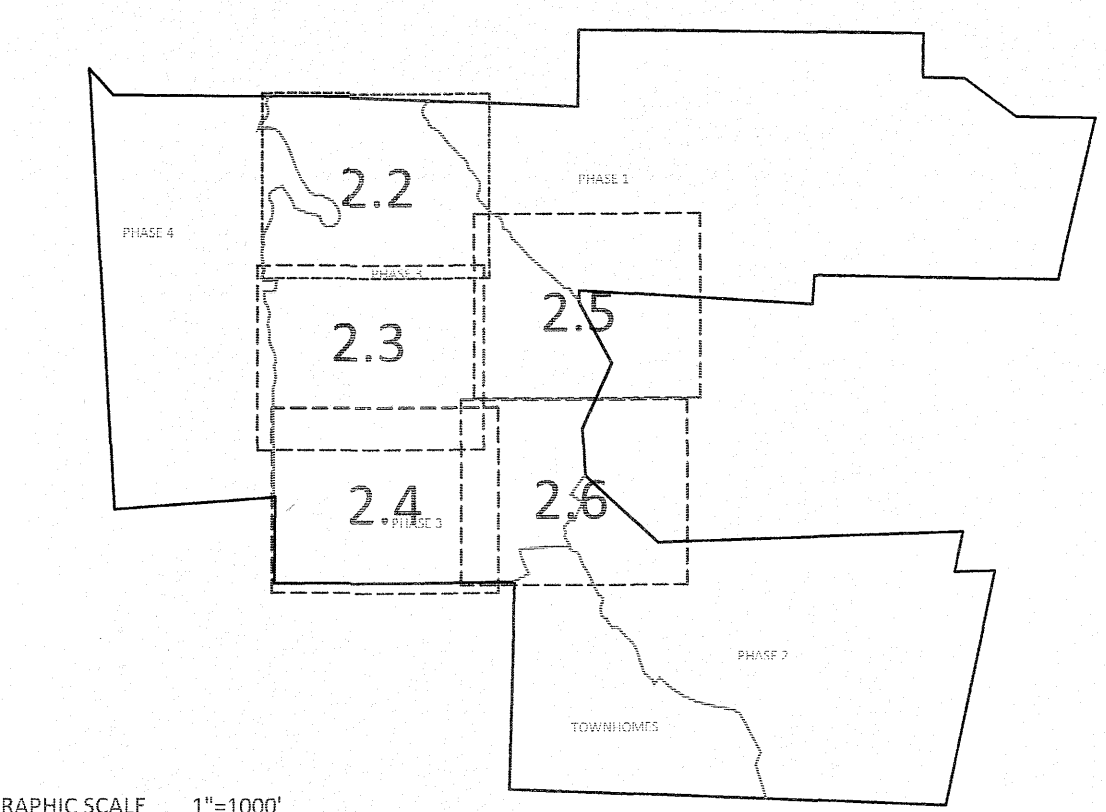 PHASE 1
2.2
PHASE 4
PHASE 3
2.5
2.3
2.4
PHASE 3
2.6
PHASE 2
TOWNHOMES
RAPHIC SCALE 1"=1000'